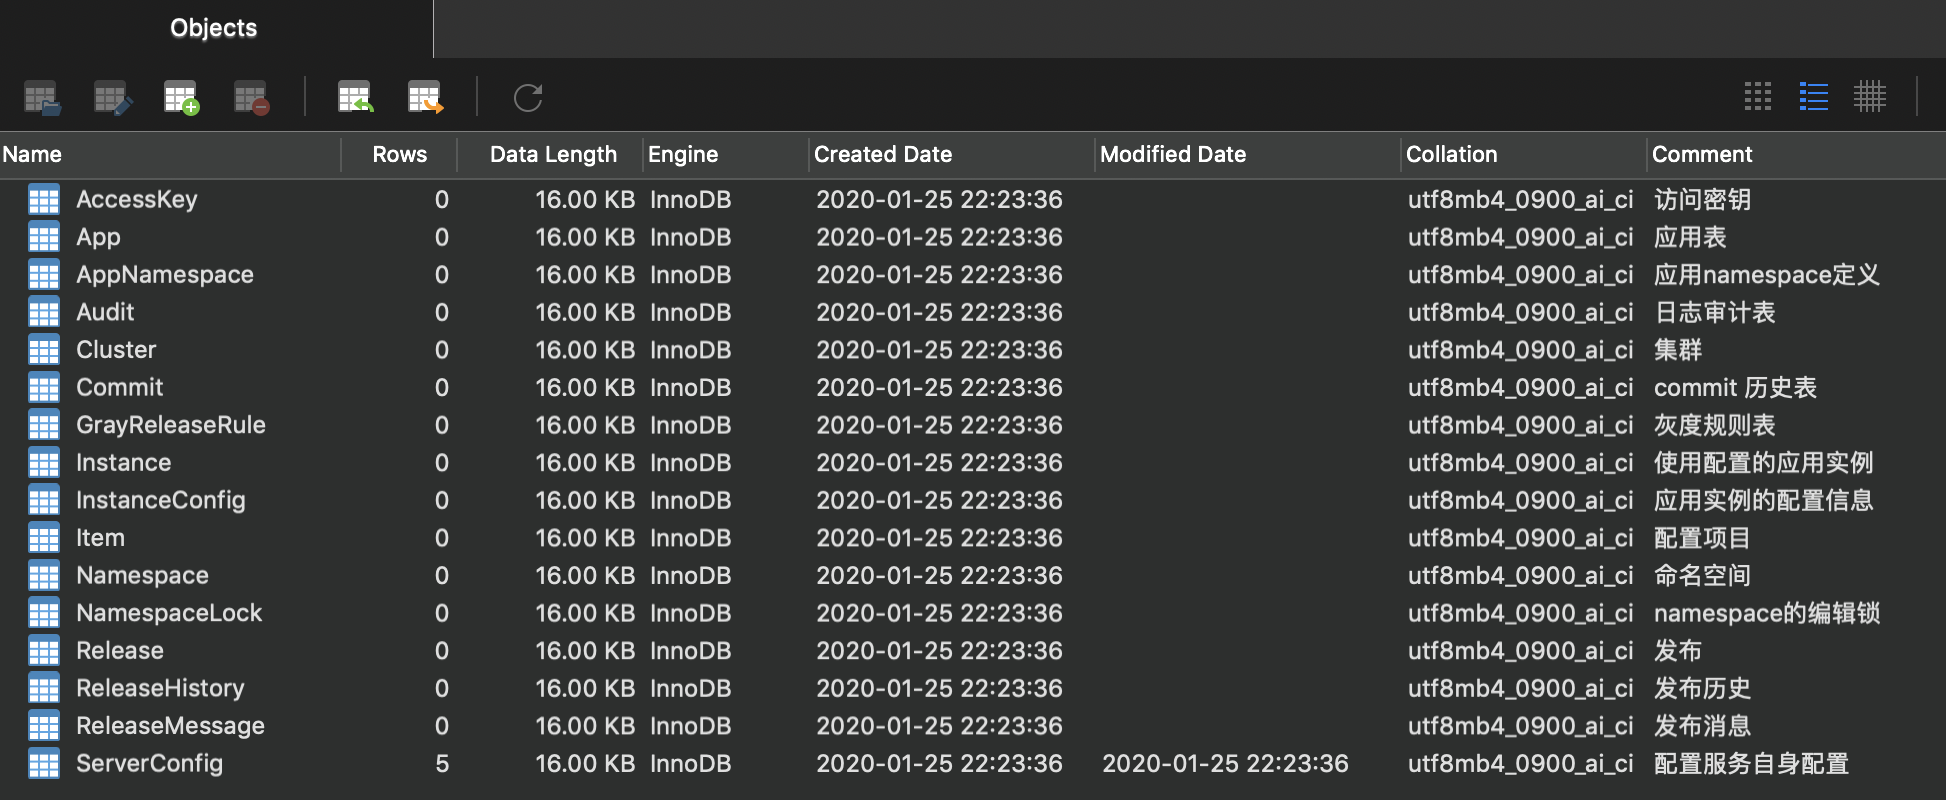 Objects
Name Rows Data Length Engine Created Date Modified Date Collation Comment
AccessKey 0 16.00 KB InnoDB 2020-01-25 22:23:36 utf8mb4_0900_ai_ci 访问密钥
App 0 16.00 KB InnoDB 2020-01-25 22:23:36 utf8mb4_0900_ai_ci 应用表
AppNamespace 0 16.00 KB InnoDB 2020-01-25 22:23:36 utf8mb4_0900_ai_ci 应用namespace定义
Audit 0 16.00 KB InnoDB 2020-01-25 22:23:36 utf8mb4_0900_ai_ci 日志审计表
Cluster 0 16.00 KB InnoDB 2020-01-25 22:23:36 utf8mb4_0900_ai_ci 集群
Commit 0 16.00 KB InnoDB 2020-01-25 22:23:36 utf8mb4_0900_ai_ci commit 历史表
GrayReleaseRule 0 16.00 KB InnoDB 2020-01-25 22:23:36 utf8mb4_0900_ai_ci 灰度规则表
Instance 0 16.00 KB InnoDB 2020-01-25 22:23:36 utf8mb4_0900_ai_ci 使用配置的应用实例
InstanceConfig 0 16.00 KB InnoDB 2020-01-25 22:23:36 utf8mb4_0900_ai_ci 应用实例的配置信息
Item 0 16.00 KB InnoDB 2020-01-25 22:23:36 utf8mb4_0900_ai_ci 配置项目
Namespace 0 16.00 KB InnoDB 2020-01-25 22:23:36 utf8mb4_0900_ai_ci 命名空间
NamespaceLock 0 16.00 KB InnoDB 2020-01-25 22:23:36 utf8mb4_0900_ai_ci namespace的编辑锁
Release 0 16.00 KB InnoDB 2020-01-25 22:23:36 utf8mb4_0900_ai_ci 发布
ReleaseHistory 0 16.00 KB InnoDB 2020-01-25 22:23:36 utf8mb4_0900_ai_ci 发布历史
ReleaseMessage 0 16.00 KB InnoDB 2020-01-25 22:23:36 utf8mb4_0900_ai_ci 发布消息
ServerConfig 5 16.00 KB InnoDB 2020-01-25 22:23:36 2020-01-25 22:23:36 utf8mb4_0900_ai_ci 配置服务自身配置